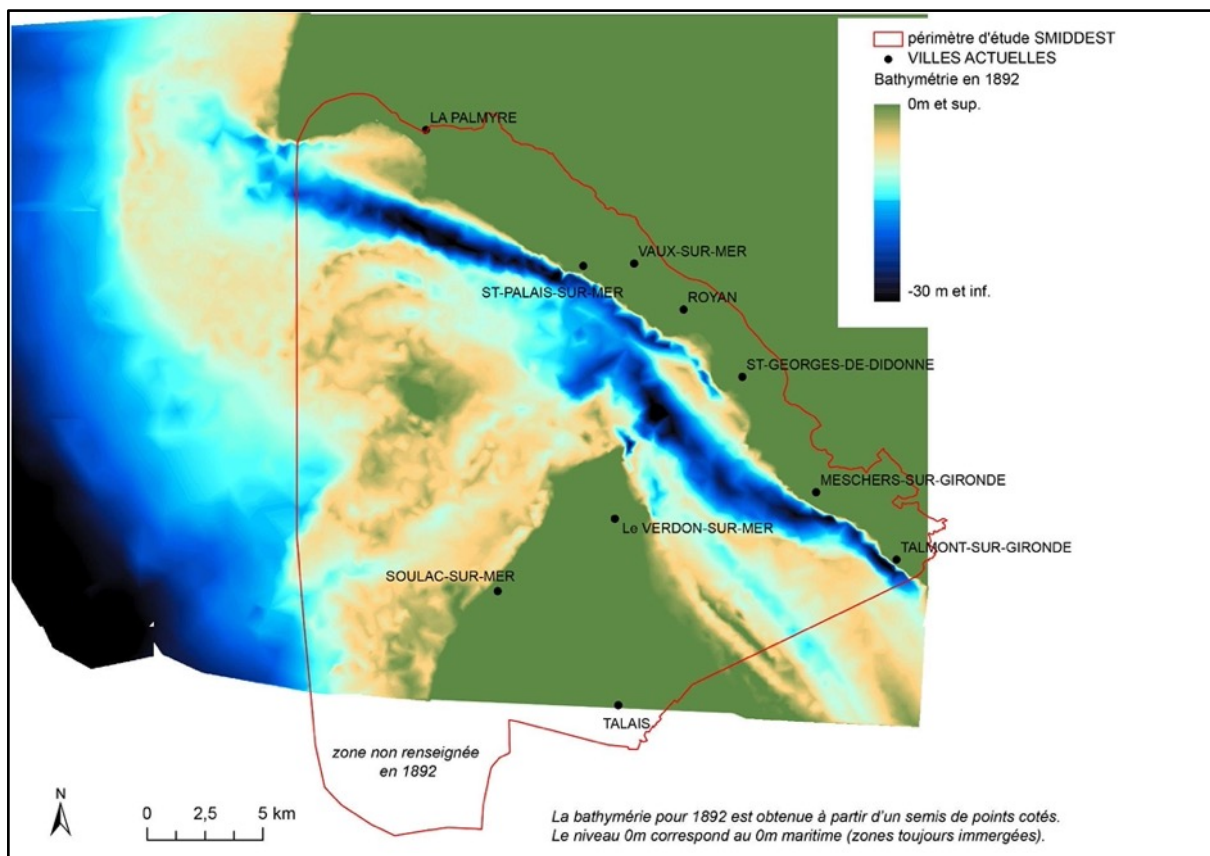 périmètre d'étude SMIDDEST
VILLES ACTUELLES
Bathymétrie en 1892
0m et sup.
-30 m et inf.
LA PALMYRE
VAUX-SUR-MER
ST-PALAIS-SUR-MER
ROYAN
ST-GEORGES-DE-DIDONNE
MESCHERS-SUR-GIRONDE
Le VERDON-SUR-MER
TALMONT-SUR-GIRONDE
SOULAC-SUR-MER
TALAIS
zone non renseignée
en 1892
N
0 2,5 5 km
La bathymérie pour 1892 est obtenue à partir d'un semis de points cotés.
Le niveau 0m correspond au 0m maritime (zones toujours immergées).